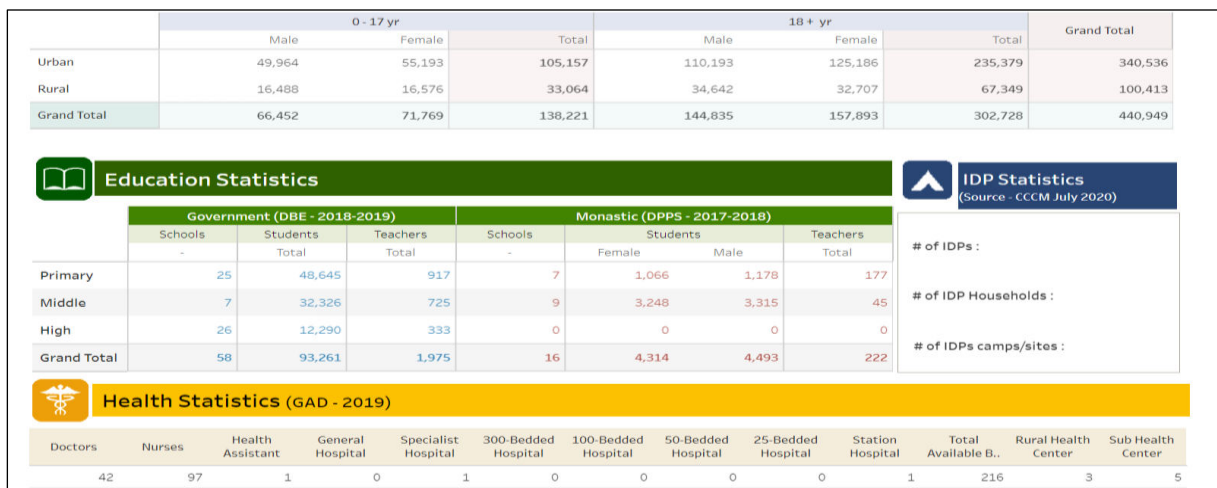 0 - 17 yr 18 + yr Grand Total
Male Female Total Male Female Total
Urban 49,964 55,193 105,157 110,193 125,186 235,379 340,536
Rural 16,488 16,576 33,064 34,642 32,707 67,349 100,413
Grand Total 66,452 71,769 138,221 144,835 157,893 302,728 440,949
Education Statistics
Government (DBE - 2018-2019) Monastic (DPPS - 2017-2018)
Schools Students Teachers Schools Students Teachers
- Total Total - Female Male Total
Primary 25 48,645 917 7 1,066 1,178 177
Middle 7 32,326 725 9 3,248 3,315 45
High 26 12,290 333 0 0 0 0
Grand Total 58 93,261 1,975 16 4,314 4,493 222
IDP Statistics
(Source - CCCM July 2020)
# of IDPs :
# of IDP Households :
# of IDPs camps/sites :
Health Statistics (GAD - 2019)
Doctors Nurses Health Assistant General Hospital Specialist Hospital 300-Bedded Hospital 100-Bedded Hospital 50-Bedded Hospital 25-Bedded Hospital Station Hospital Total Available B.. Rural Health Center Sub Health Center
42 97 1 0 1 0 0 0 0 1 216 3 5